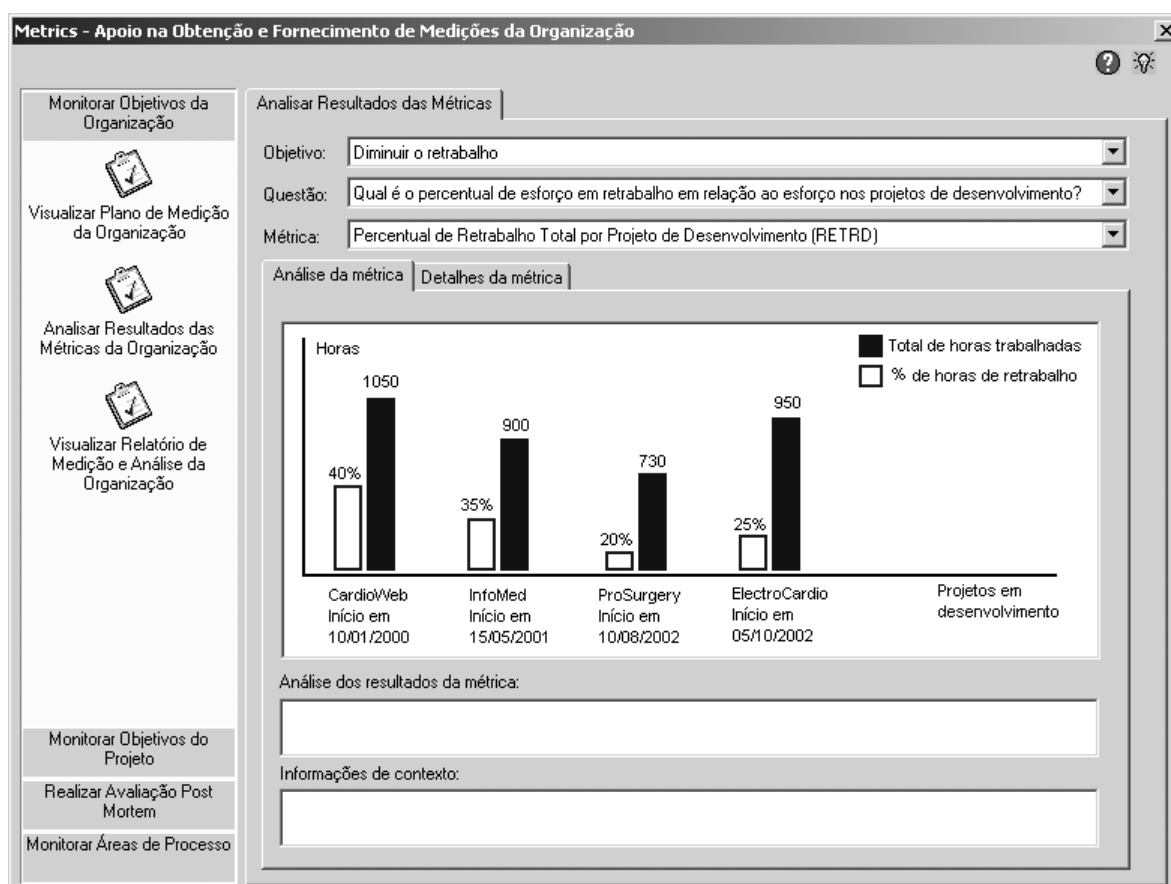 Metrics - Apoio na Obtenção e Fornecimento de Medições da Organização
Monitorar Objetivos da
Organização
Visualizar Plano de Medição
da Organização
Analisar Resultados das
Métricas da Organização
Visualizar Relatório de
Medição e Análise da
Organização
Monitorar Objetivos do
Projeto
Realizar Avaliação Post
Mortem
Monitorar Áreas de Processo
Analisar Resultados das Métricas
Objetivo: Diminuir o retrabalho
Questão: Qual é o percentual de esforço em retrabalho em relação ao esforço nos projetos de desenvolvimento?
Métrica: Percentual de Retrabalho Total por Projeto de Desenvolvimento (RETRD)
Análise da métrica Detalhes da métrica
Horas
Total de horas trabalhadas
% de horas de retrabalho
40% 1050
35% 900
20% 730
25% 950
CardioWeb
Início em
10/01/2000
InfoMed
Início em
15/05/2001
ProSurgery
Início em
10/08/2002
ElectroCardio
Início em
05/10/2002
Projetos em
desenvolvimento
Análise dos resultados da métrica:
Informações de contexto: